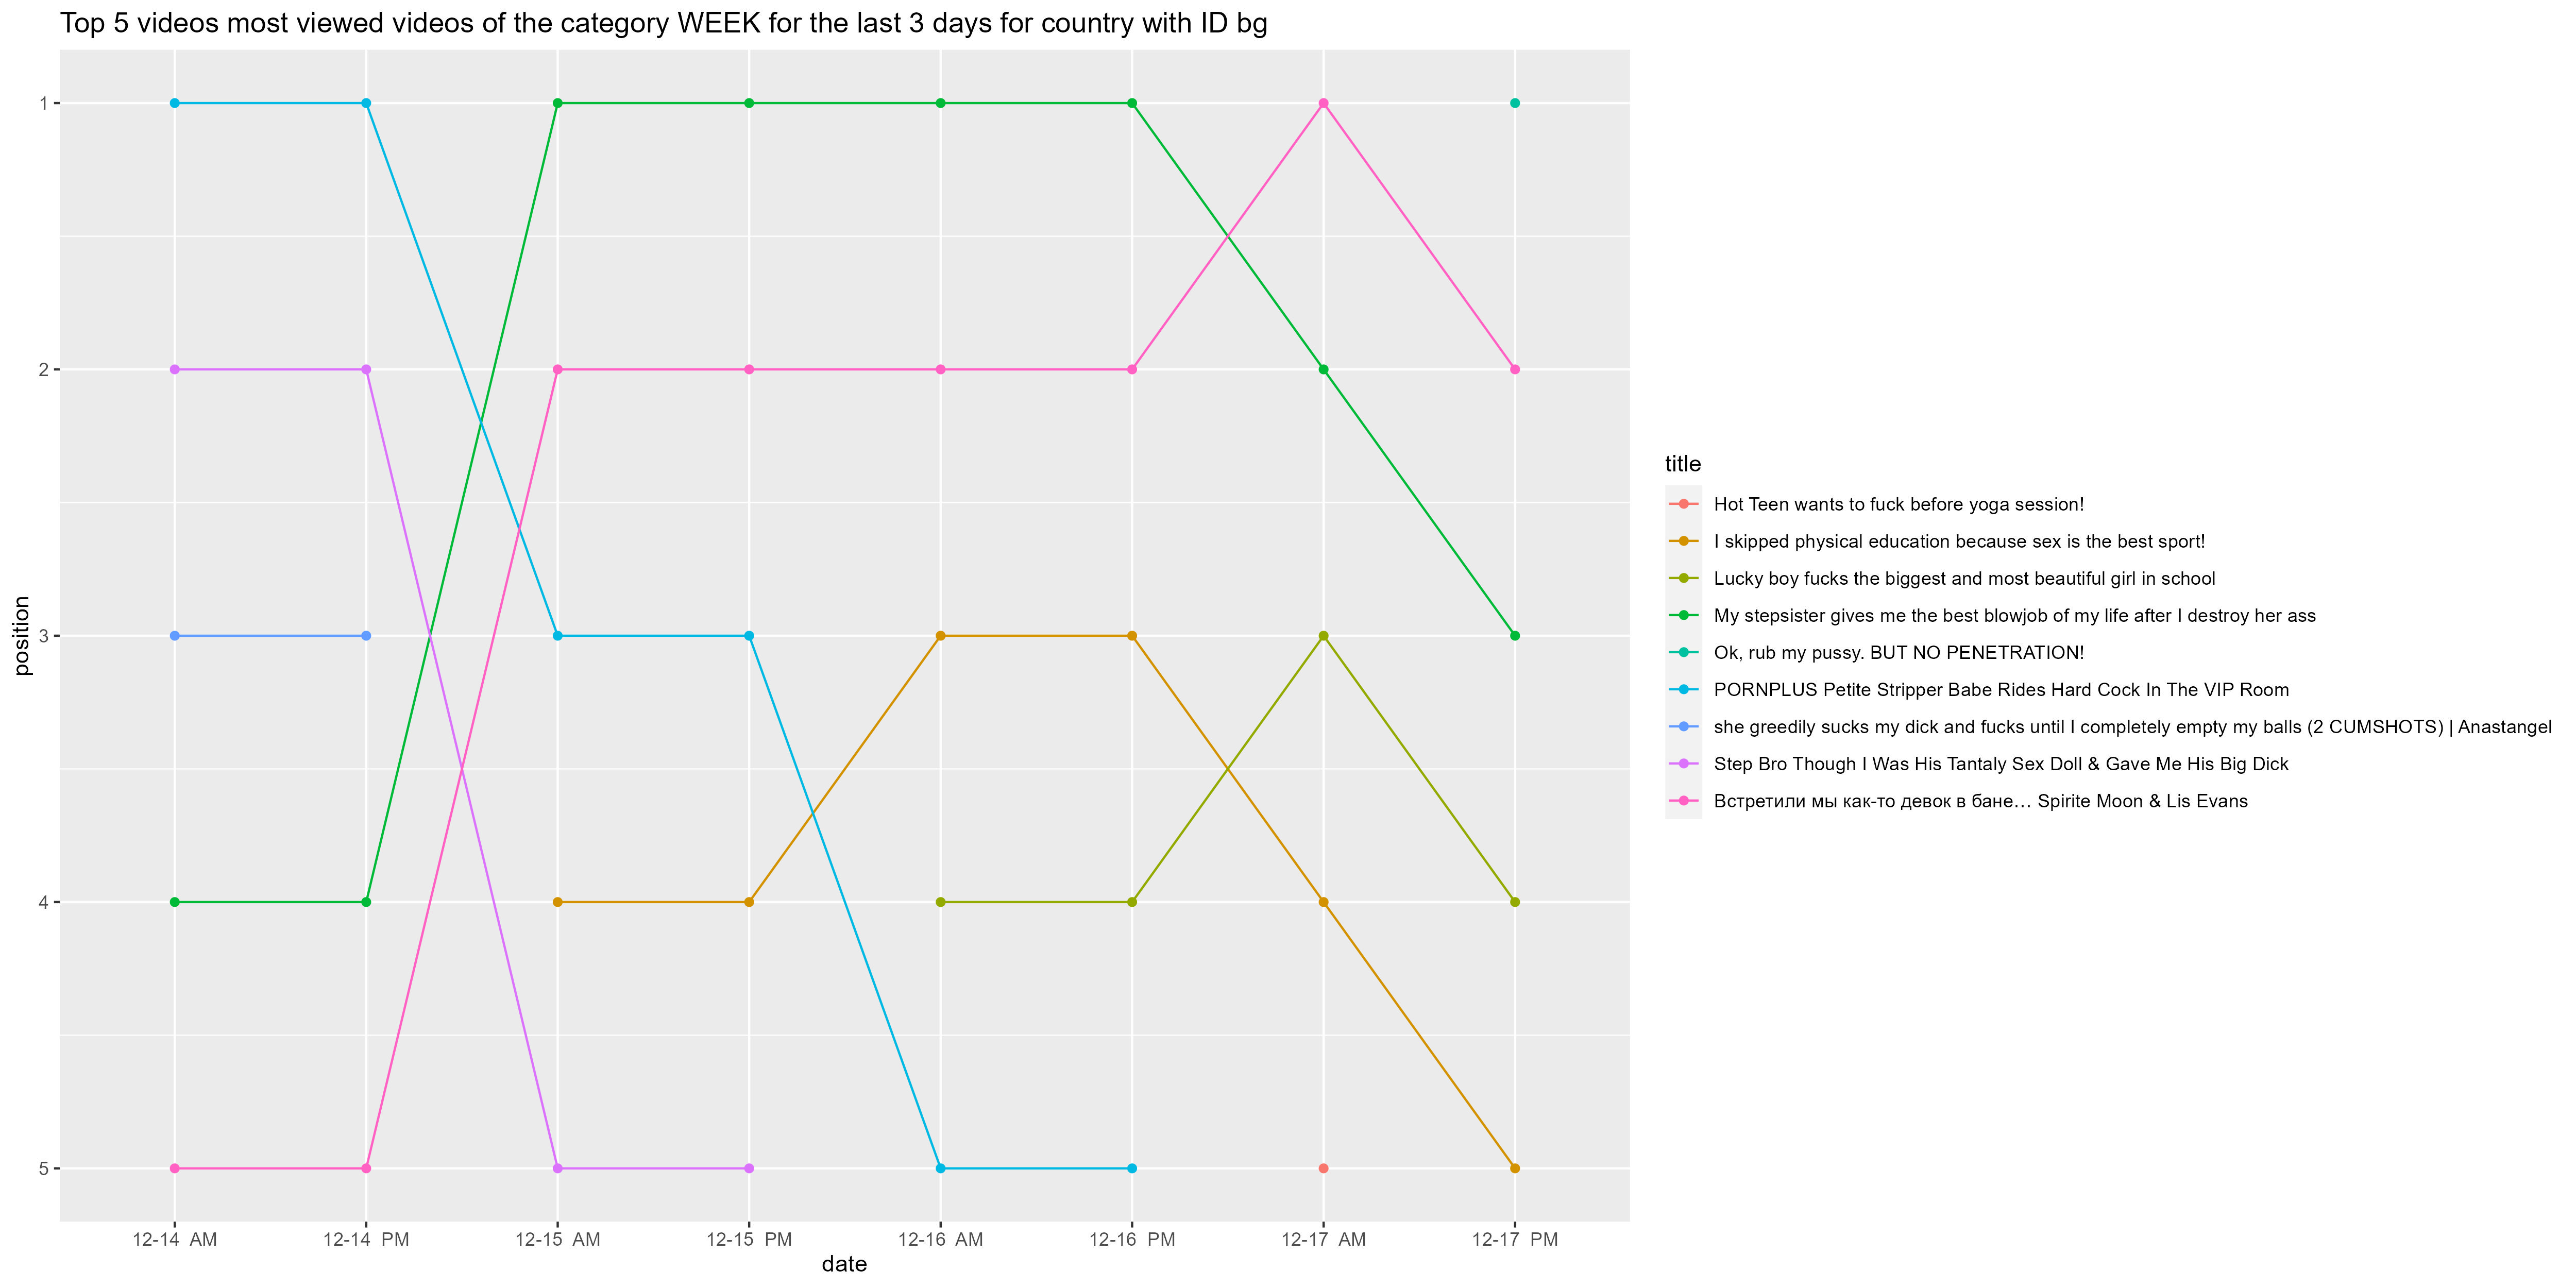 Top 5 videos most viewed videos of the category WEEK for the last 3 days for country with ID bg
1
2
3
4
5
position
12-14 AM
12-14 PM
12-15 AM
12-15 PM
12-16 AM
12-16 PM
12-17 AM
12-17 PM
date
title
Hot Teen wants to fuck before yoga session!
I skipped physical education because sex is the best sport!
Lucky boy fucks the biggest and most beautiful girl in school
My stepsister gives me the best blowjob of my life after I destroy her ass
Ok, rub my pussy. BUT NO PENETRATION!
PORNPLUS Petite Stripper Babe Rides Hard Cock In The VIP Room
she greedily sucks my dick and fucks until I completely empty my balls (2 CUMSHOTS) | Anastangel
Step Bro Though I Was His Tantaly Sex Doll & Gave Me His Big Dick
Встретили мы как-то девок в бане… Spirite Moon & Lis Evans